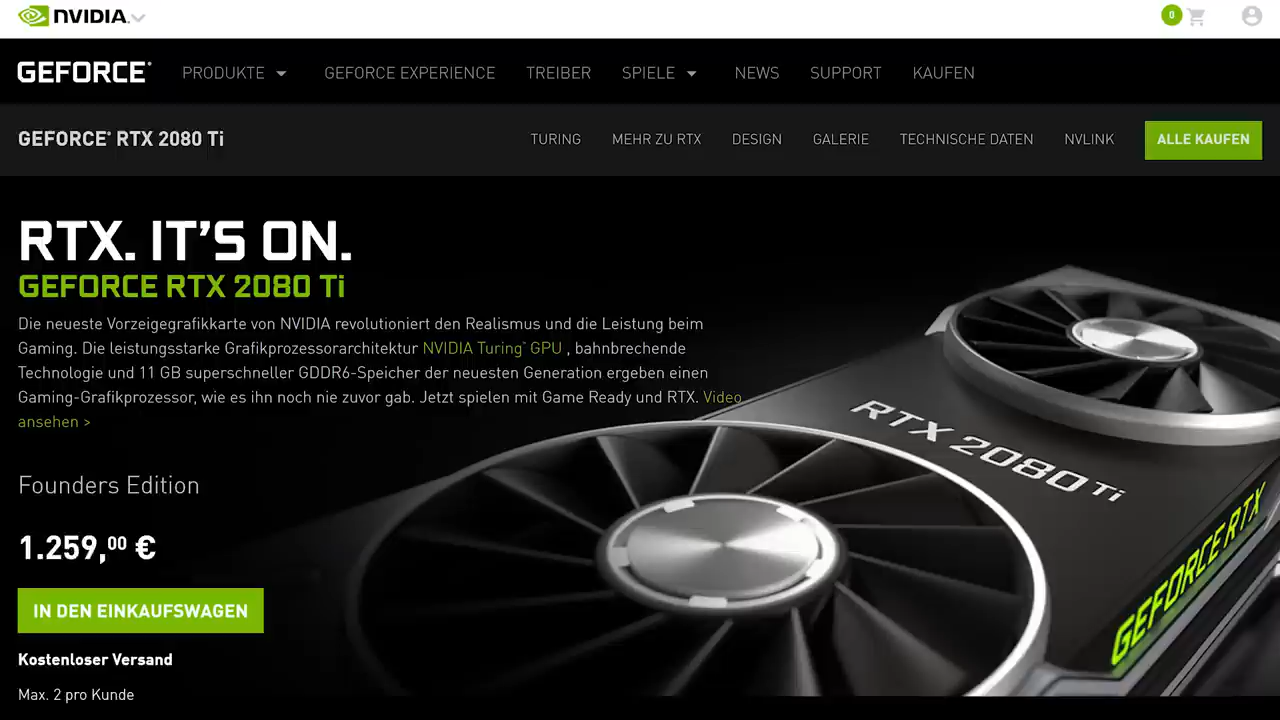 NVIDIA.
0
GEFORCE®
PRODUKTE
GEFORCE EXPERIENCE
TREIBER
SPIELE
NEWS
SUPPORT
KAUFEN
GEFORCE® RTX 2080 Ti
TURING
MEHR ZU RTX
DESIGN
GALERIE
TECHNISCHE DATEN
NVLINK
ALLE KAUFEN
RTX. IT'S ON.
GEFORCE RTX 2080 Ti
Die neueste Vorzeigegrafikkarte von NVIDIA revolutioniert den Realismus und die Leistung beim
Gaming. Die leistungsstarke Grafikprozessorarchitektur NVIDIA Turing™ GPU , bahnbrechende
Technologie und 11 GB superschneller GDDR6-Speicher der neuesten Generation ergeben einen
Gaming-Grafikprozessor, wie es ihn noch nie zuvor gab. Jetzt spielen mit Game Ready und RTX. Video
ansehen >
Founders Edition
1.259,00 €
IN DEN EINKAUFSWAGEN
Kostenloser Versand
Max. 2 pro Kunde
RTX 2080 Ti
GEFORCE RTX